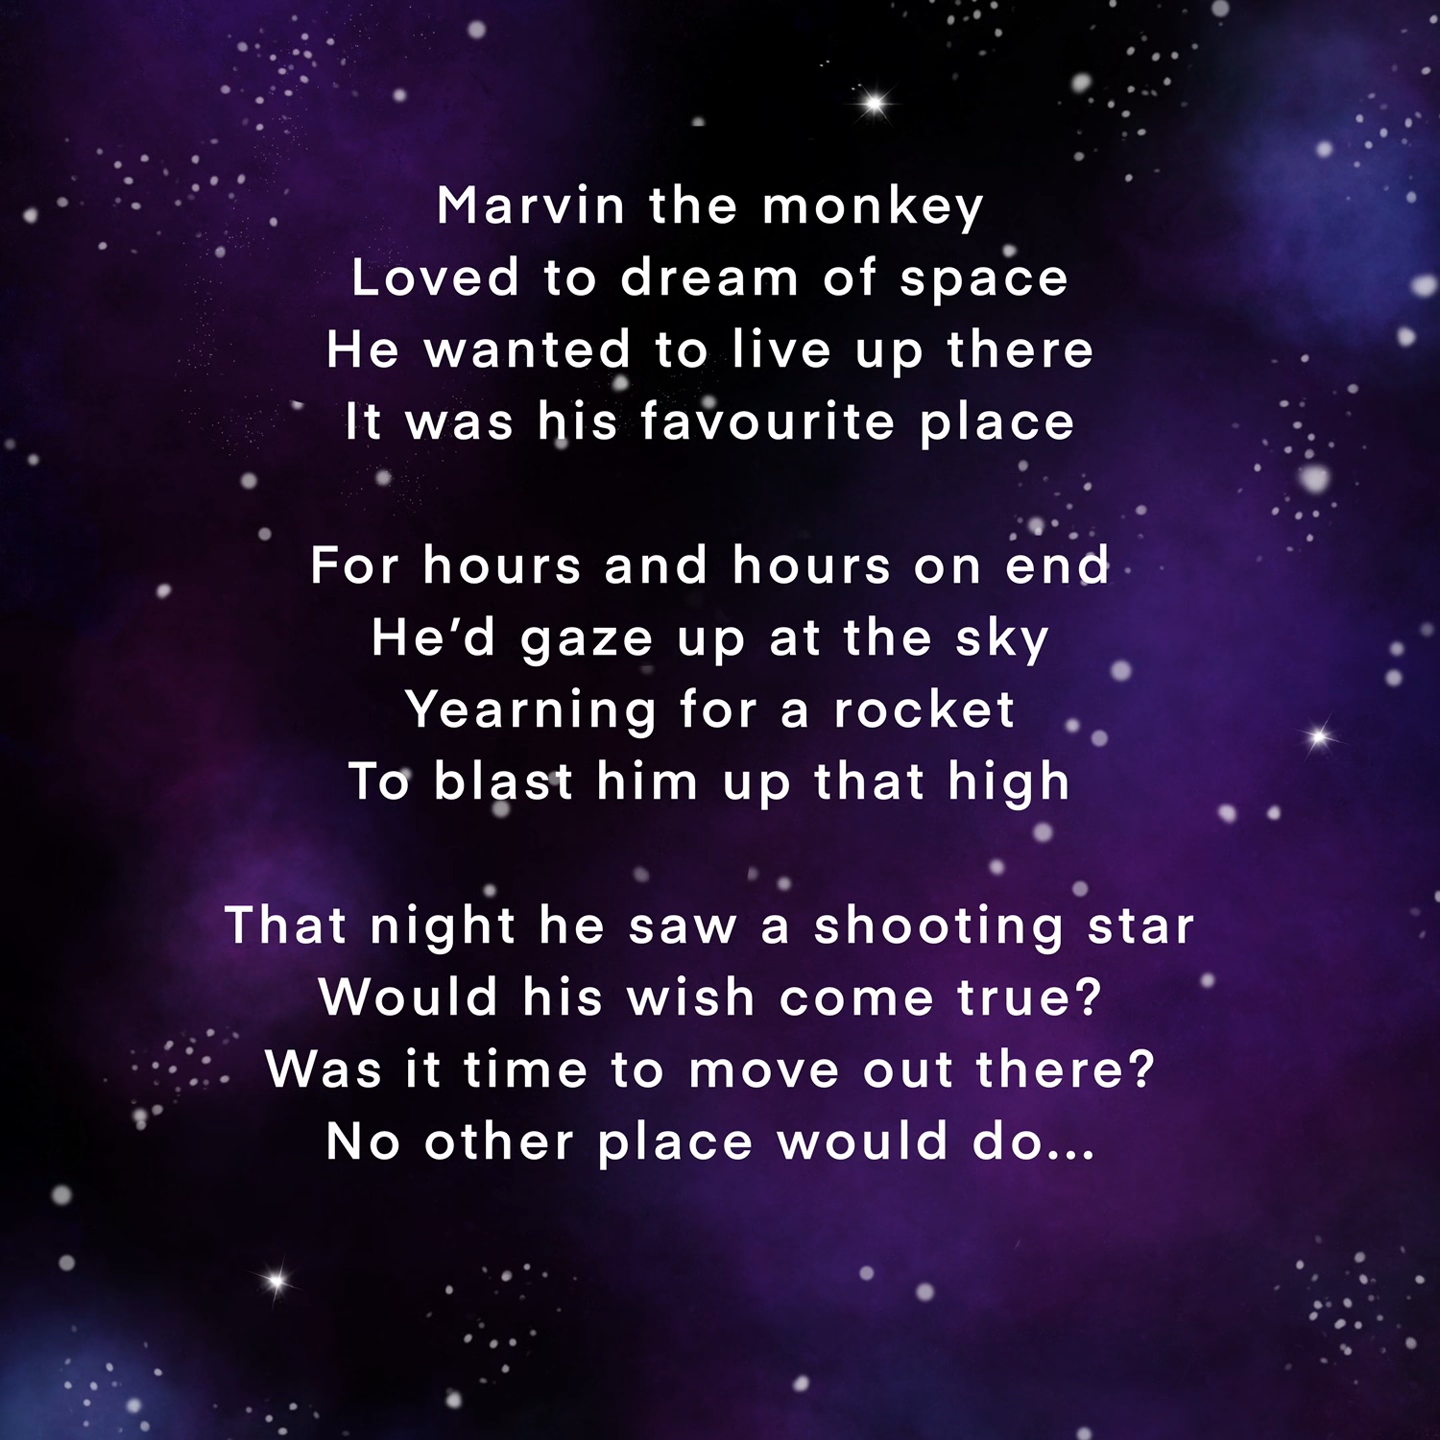 Marvin the monkey
Loved to dream of space
He wanted to live up there
It was his favourite place
For hours and hours on end
He’d gaze up at the sky
Yearning for a rocket
To blast him up that high
That night he saw a shooting star
Would his wish come true?
Was it time to move out there?
No other place would do...